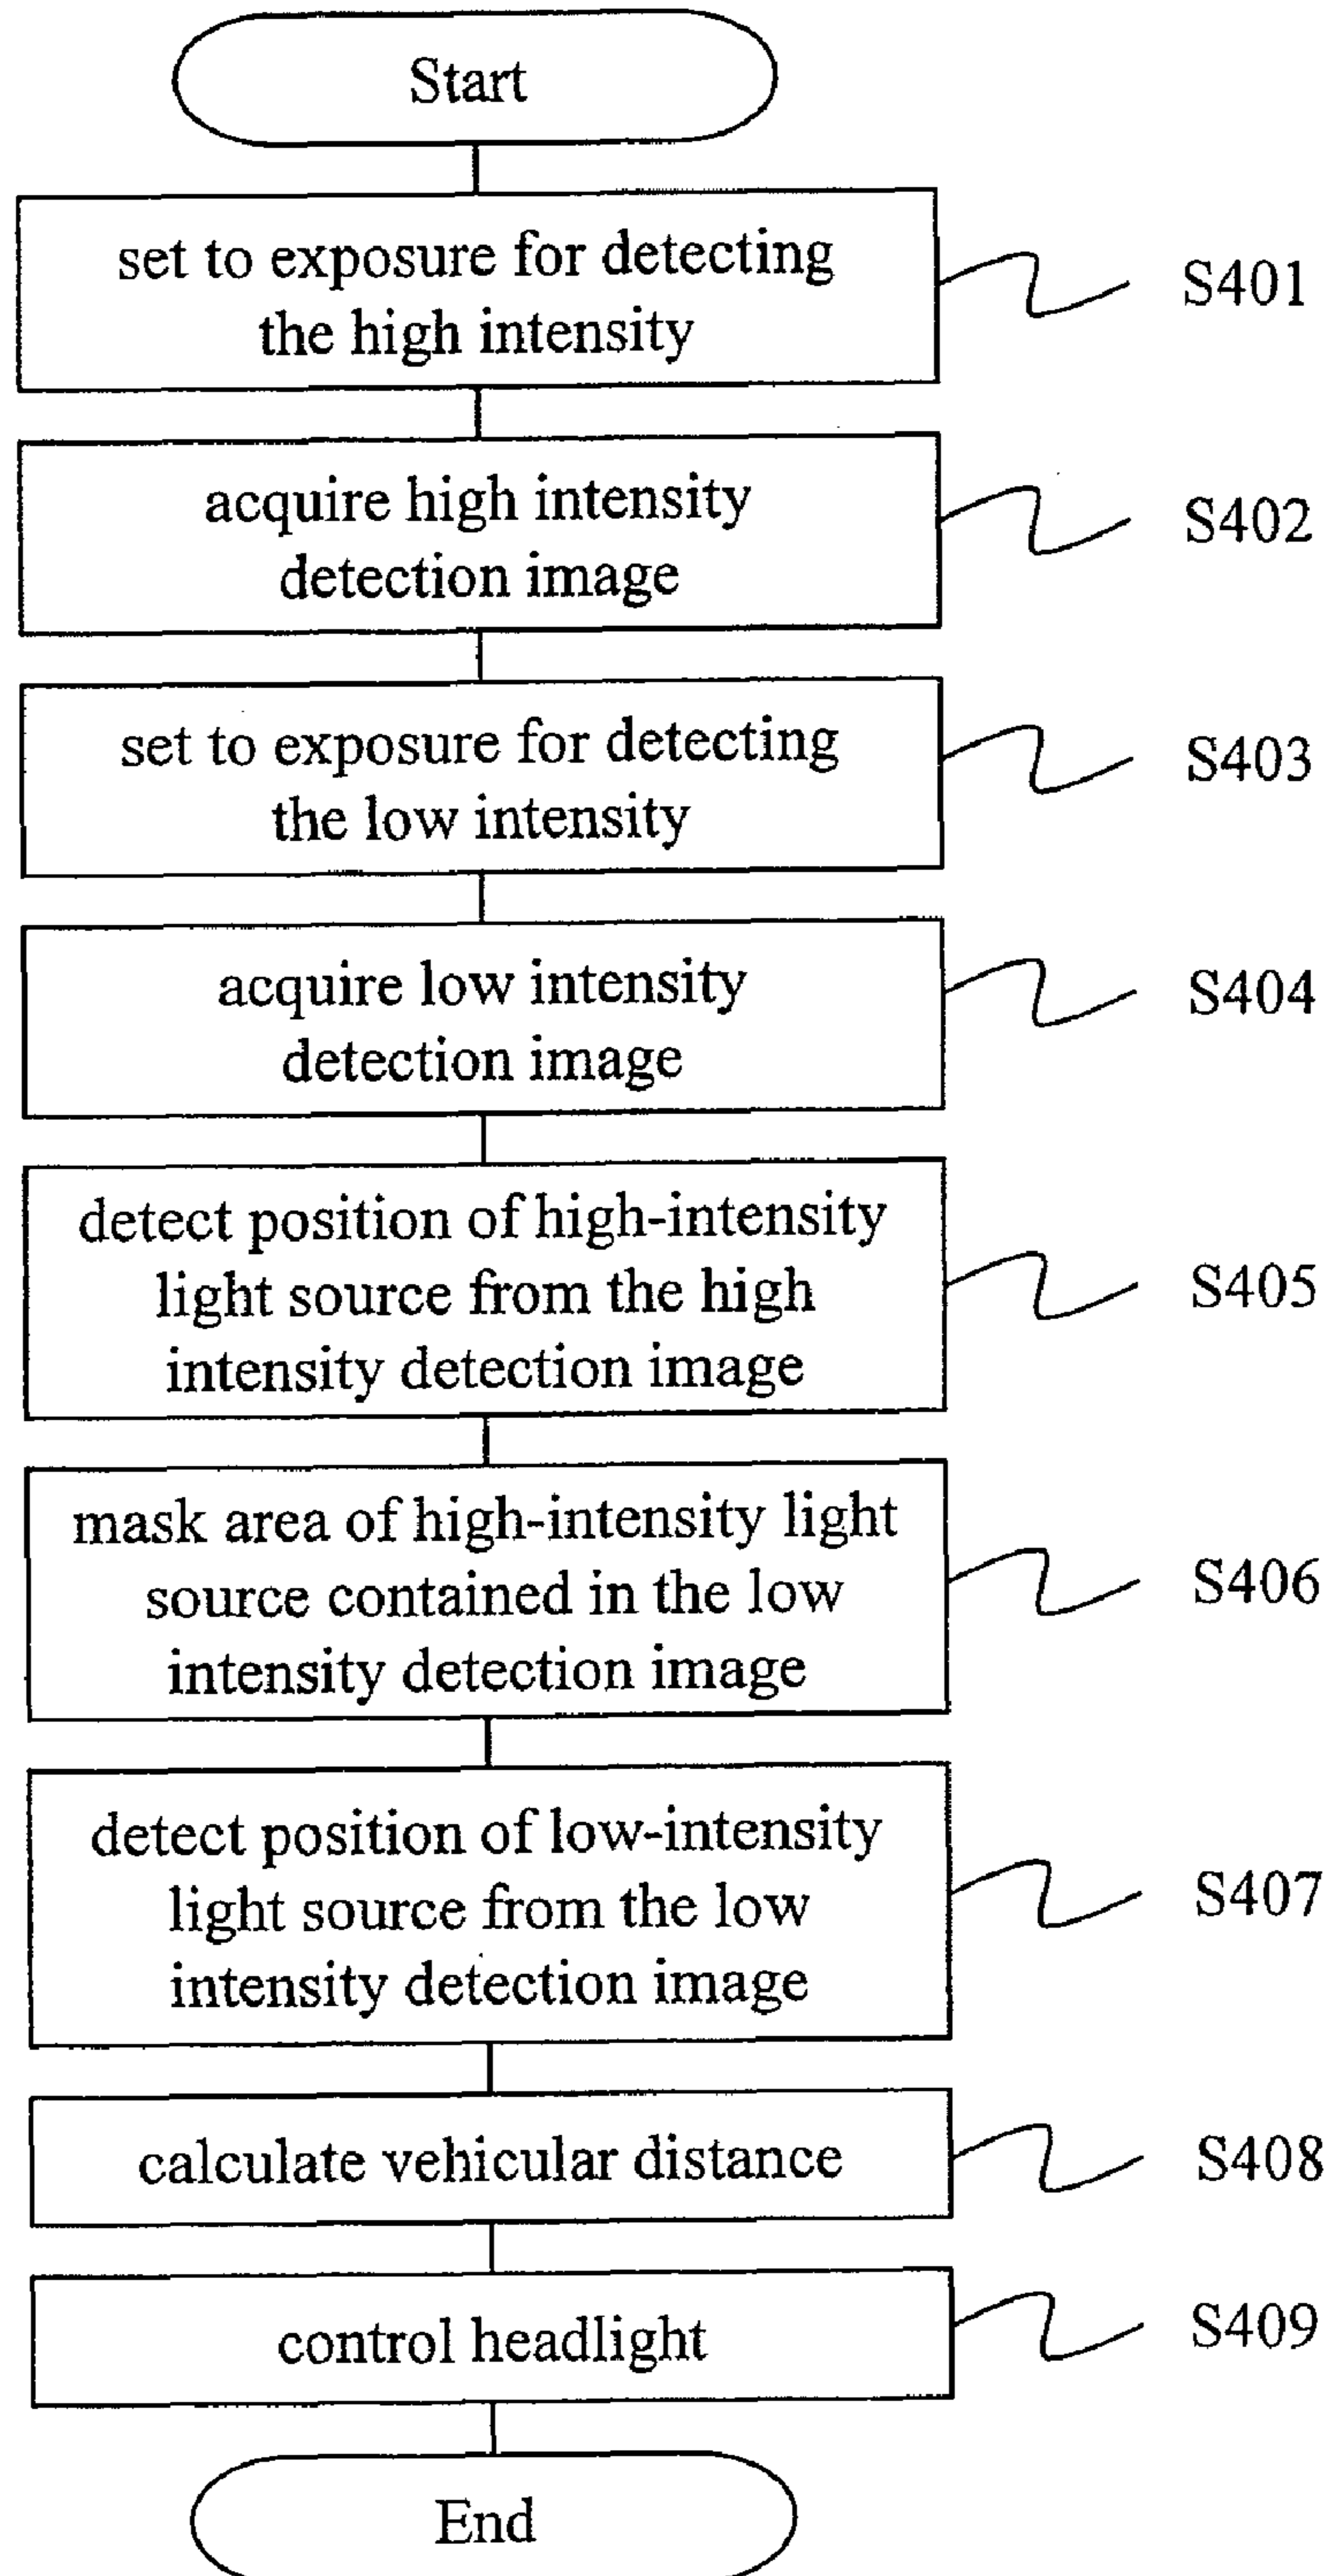 Start
set to exposure for detecting
the high intensity
S401
acquire high intensity
detection image
S402
set to exposure for detecting
the low intensity
S403
acquire low intensity
detection image
S404
detect position of high-intensity
light source from the high
intensity detection image
S405
mask area of high-intensity light
source contained in the low
intensity detection image
S406
detect position of low-intensity
light source from the low
intensity detection image
S407
calculate vehicular distance
S408
control headlight
S409
End